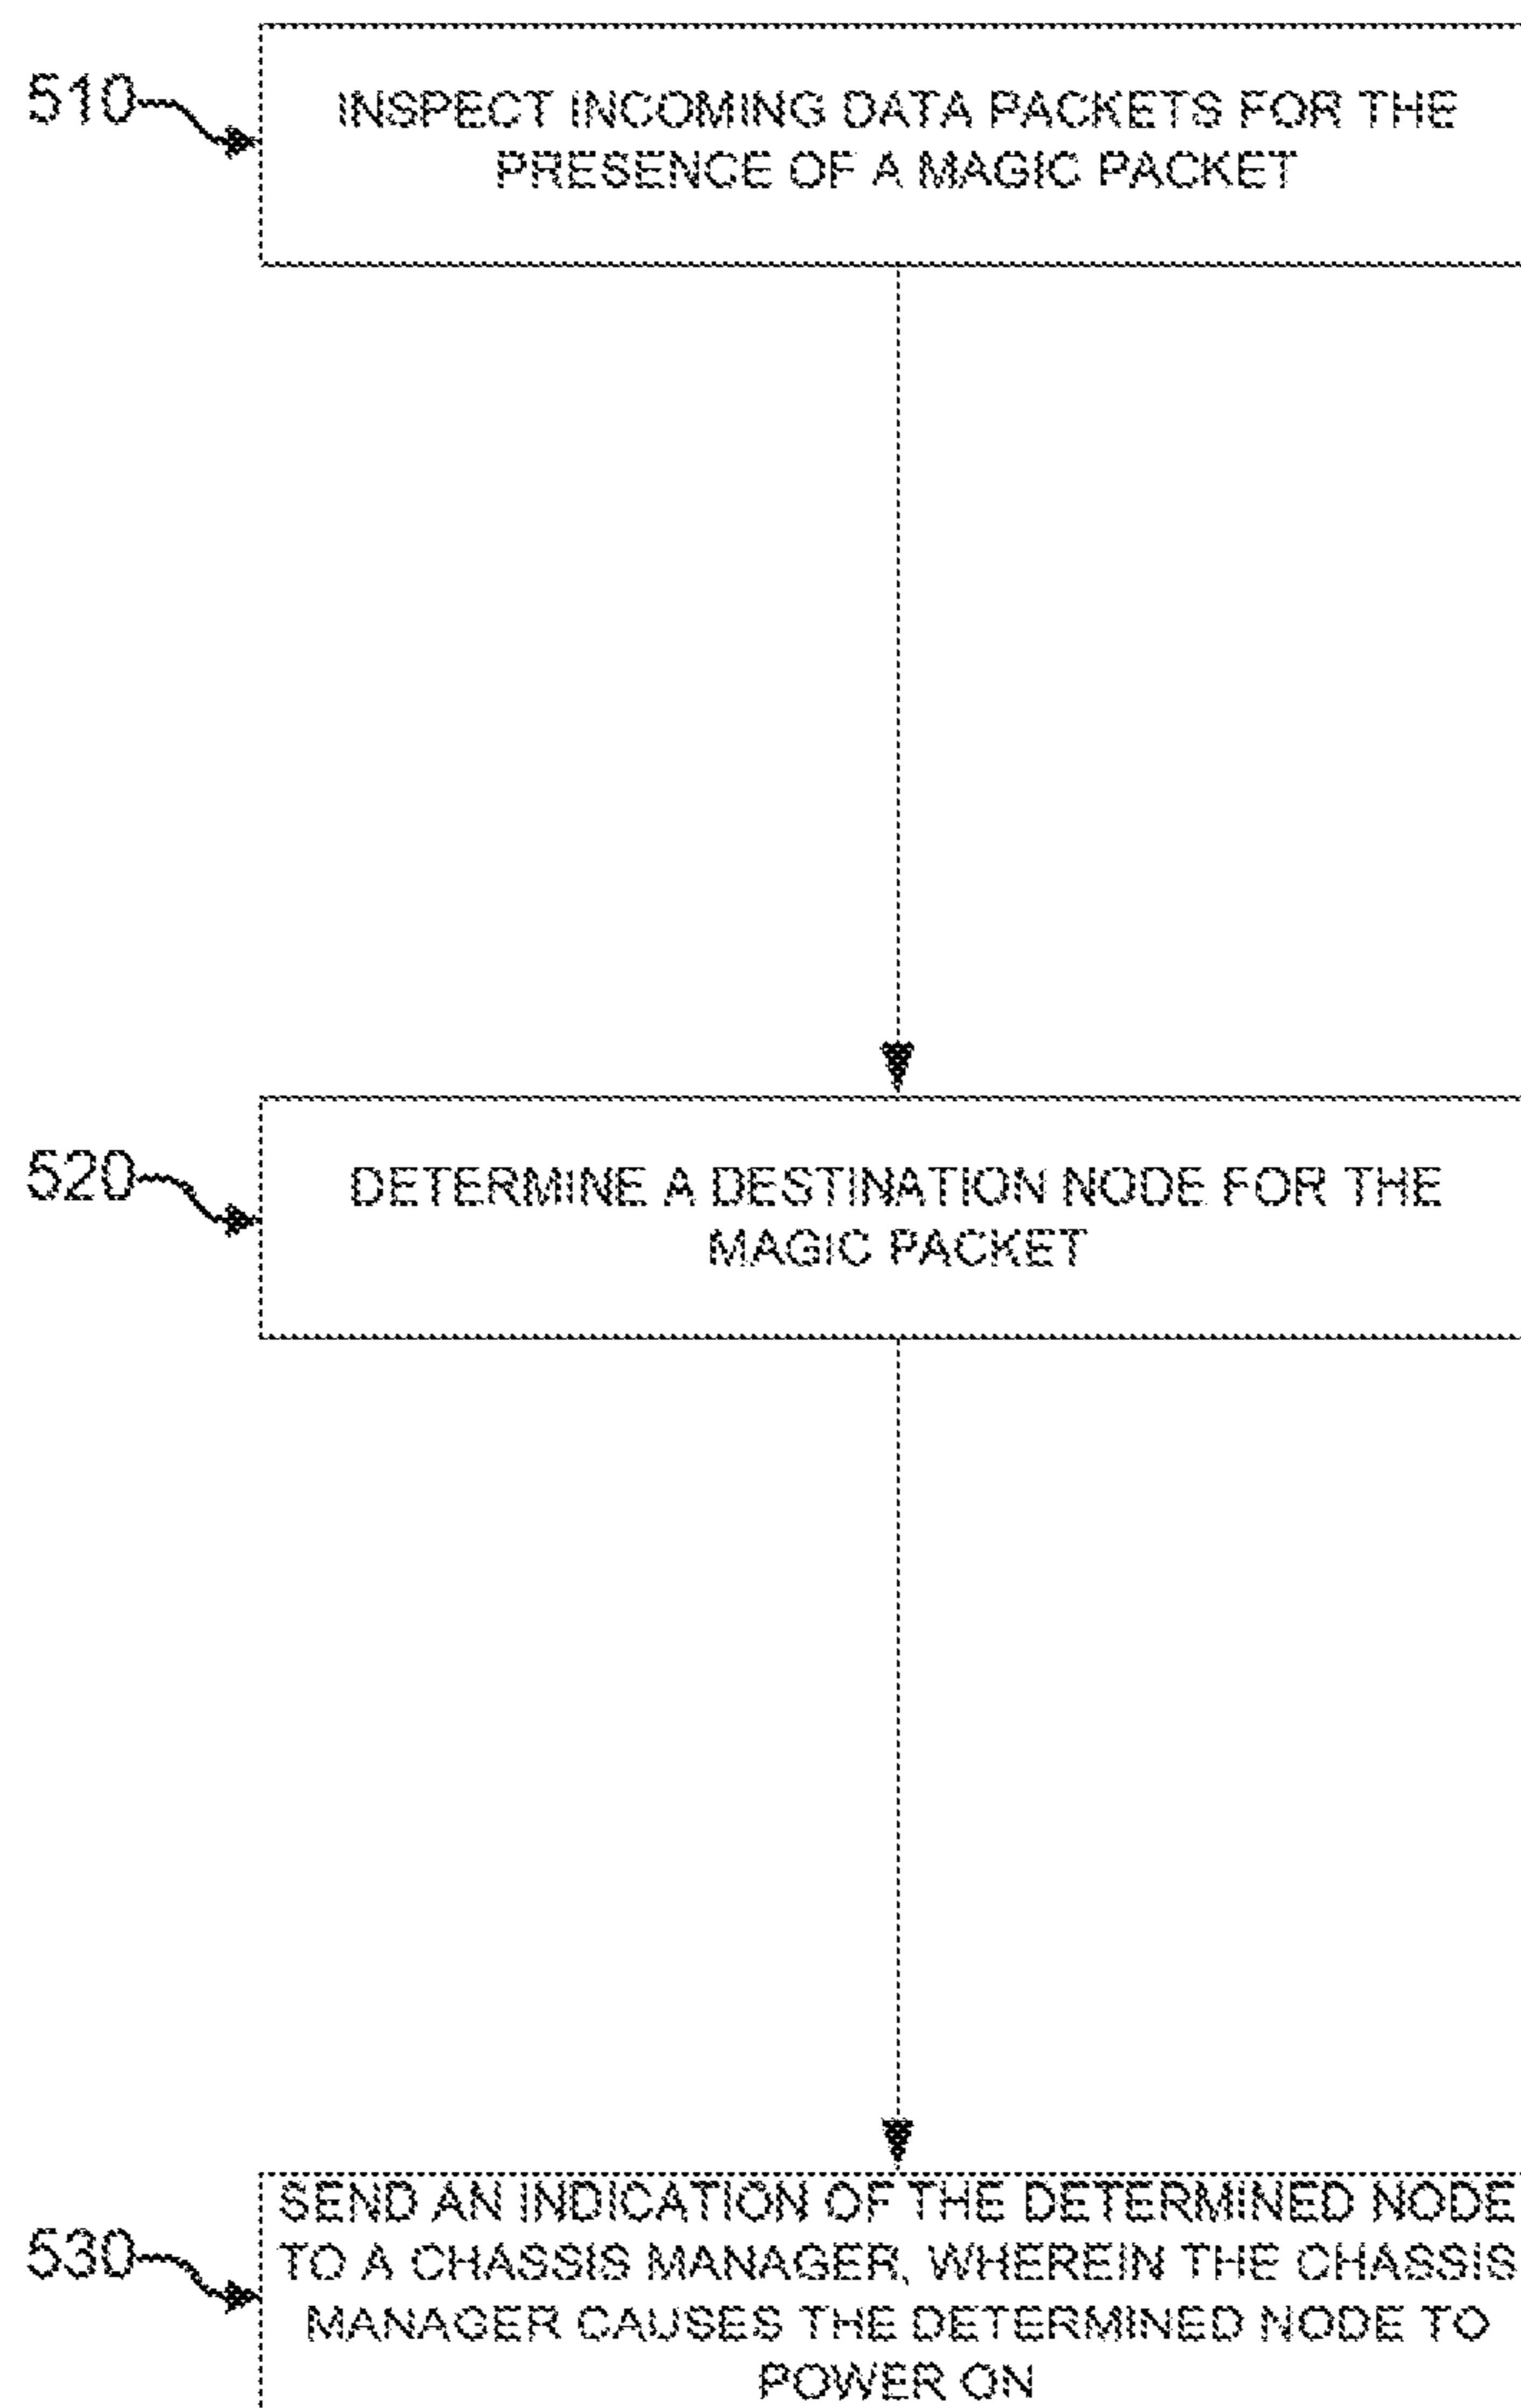 510
INSPECT INCOMING DATA PACKETS FOR THE
PRESENCE OF A MAGIC PACKET
520
DETERMINE A DESTINATION NODE FOR THE
MAGIC PACKET
530
SEND AN INDICATION OF THE DETERMINED NODE
TO A CHASSIS MANAGER, WHEREIN THE CHASSIS
MANAGER CAUSES THE DETERMINED NODE TO
POWER ON